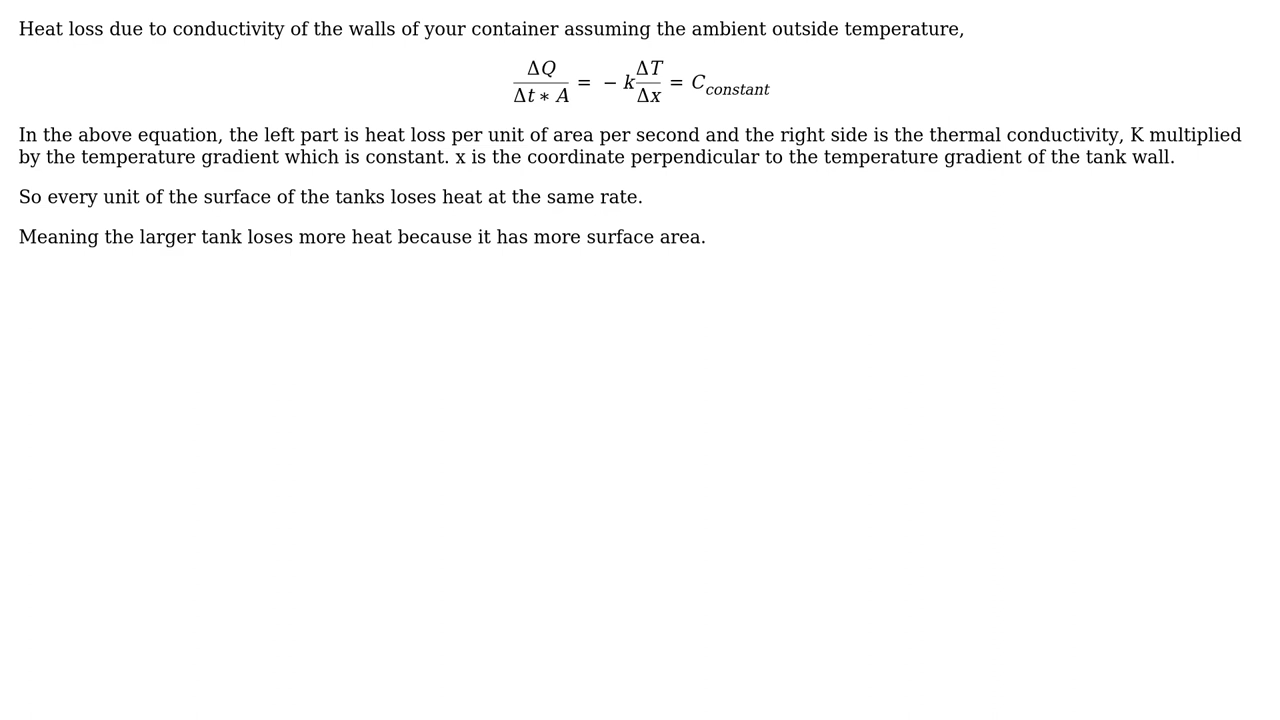 Heat loss due to conductivity of the walls of your container assuming the ambient outside temperature,
ΔQ/(Δt ∗ A) = − k ΔT/Δx = C_constant
In the above equation, the left part is heat loss per unit of area per second and the right side is the thermal conductivity, K multiplied
by the temperature gradient which is constant. x is the coordinate perpendicular to the temperature gradient of the tank wall.
So every unit of the surface of the tanks loses heat at the same rate.
Meaning the larger tank loses more heat because it has more surface area.